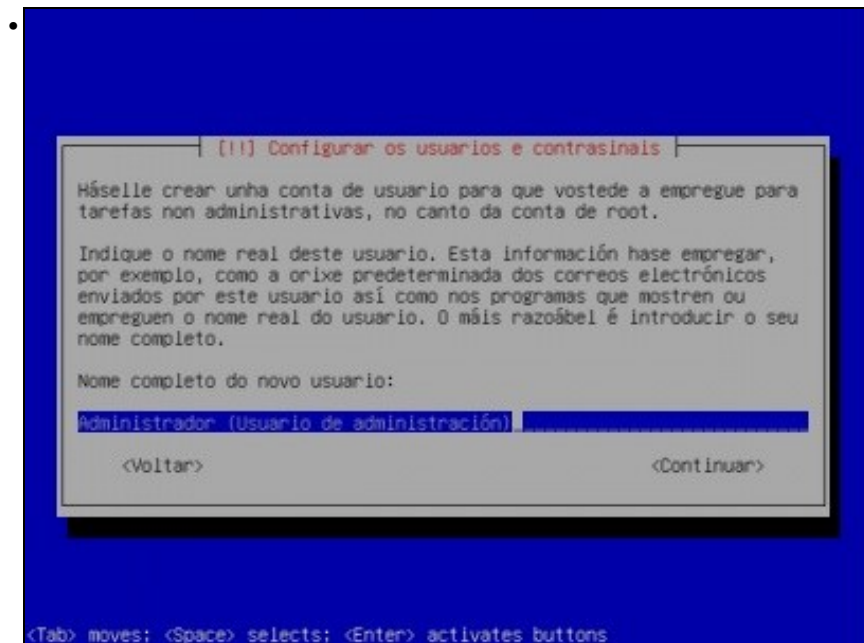 [!!] Configurar os usuarios e contrasinais
Háselle crear unha conta de usuario para que vostede a empregue para
tarefas non administrativas, no canto da conta de root.
Indique o nome real deste usuario. Esta información hase empregar,
por exemplo, como a orixe predeterminada dos correos electrónicos
enviados por este usuario así como nos programas que mostren ou
empreguen o nome real do usuario. O máis razoábel é introducir o seu
nome completo.
Nome completo do novo usuario:
Administrador (Usuario de administración)
<Voltar> <Continuar>
<Tab> moves; <Space> selects; <Enter> activates buttons